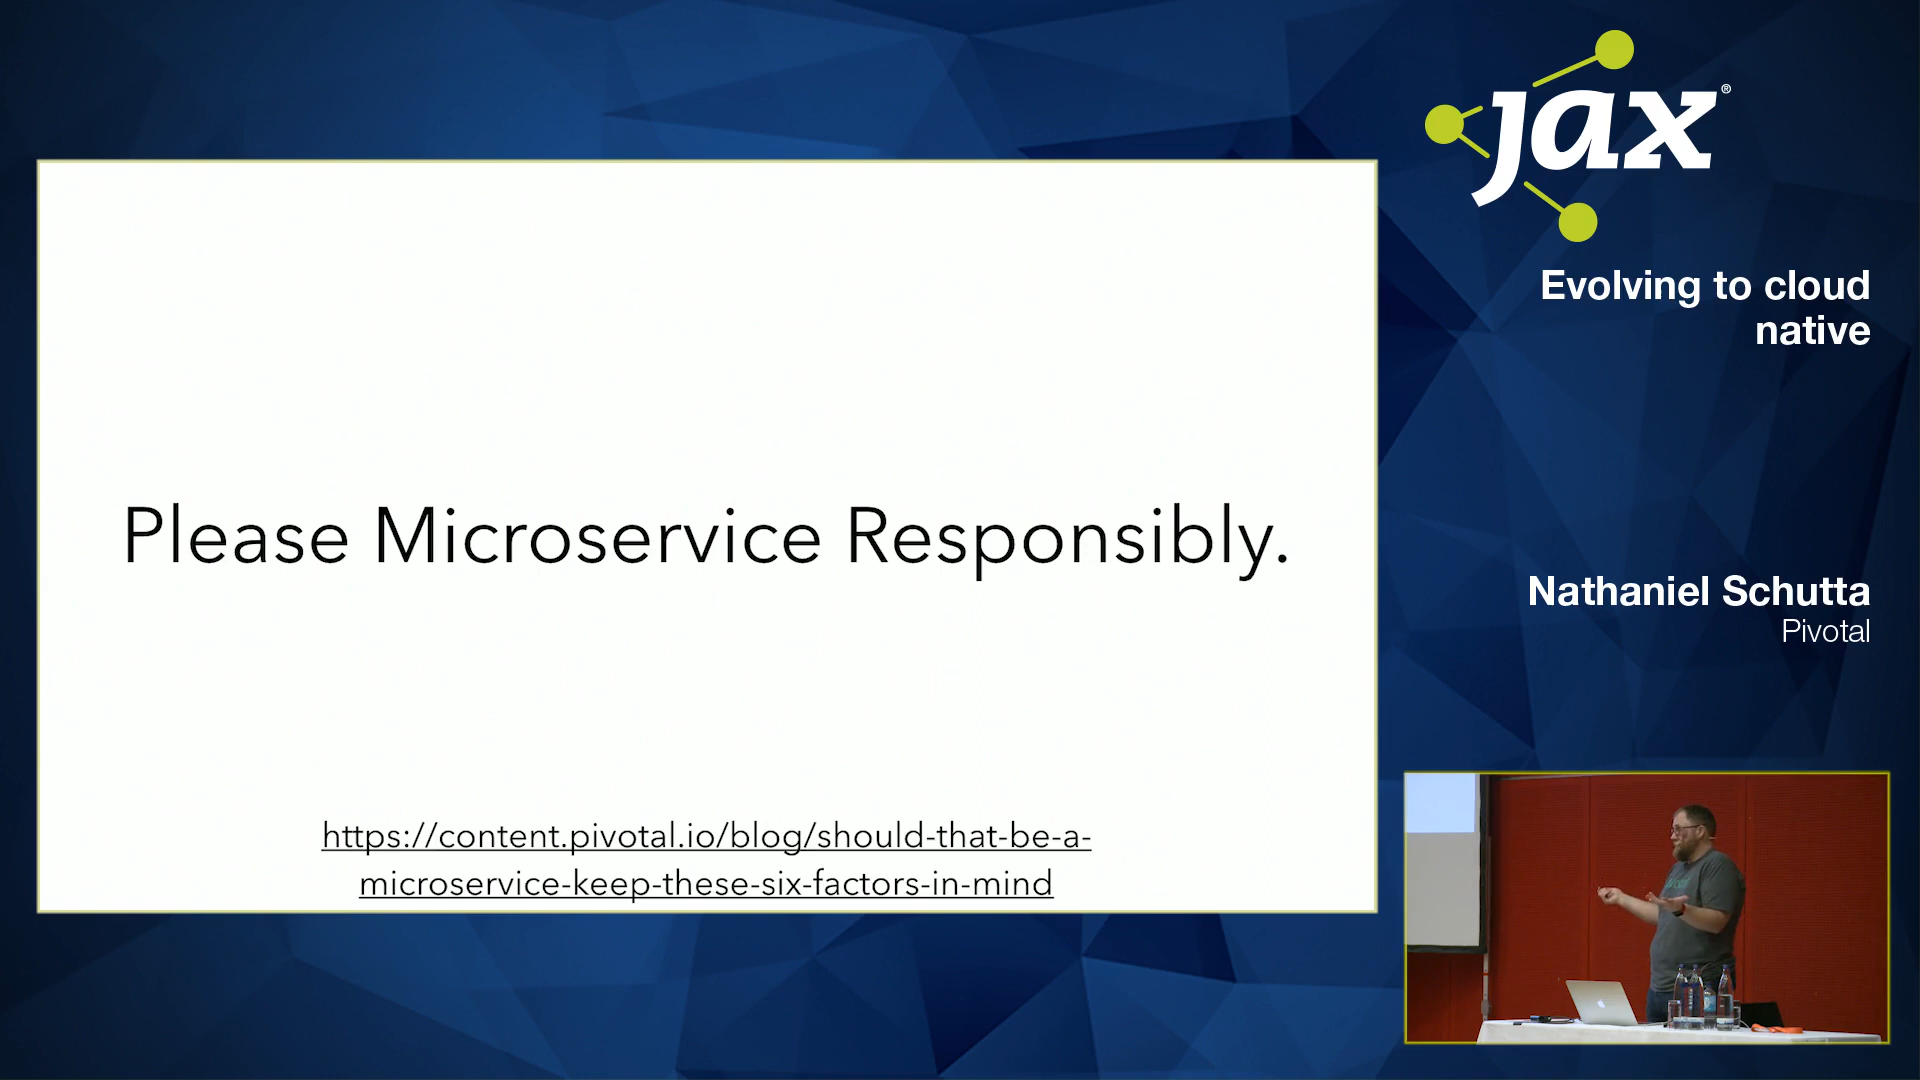 Please Microservice Responsibly.
https://content.pivotal.io/blog/should-that-be-a-
microservice-keep-these-six-factors-in-mind
jax®
Evolving to cloud
native
Nathaniel Schutta
Pivotal